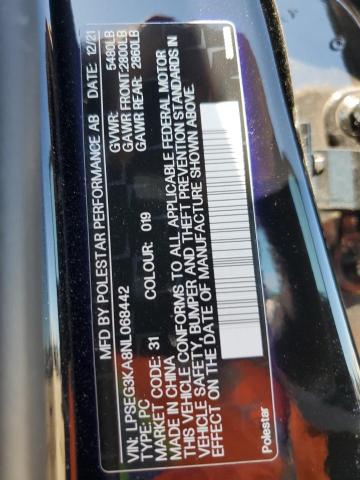 MFD BY POLESTAR PERFORMANCE AB DATE: 12/21
GVWR: 5480LB
GAWR FRONT: 2800LB
GAWR REAR: 2860LB
VIN: LPSEG3KA8NL068442
TYPE: PC
MARKET CODE: 31 COLOUR: 019
MADE IN CHINA
THIS VEHICLE CONFORMS TO ALL APPLICABLE FEDERAL MOTOR
VEHICLE SAFETY, BUMPER AND THEFT PREVENTION STANDARDS IN
EFFECT ON THE DATE OF MANUFACTURE SHOWN ABOVE.
Polestar